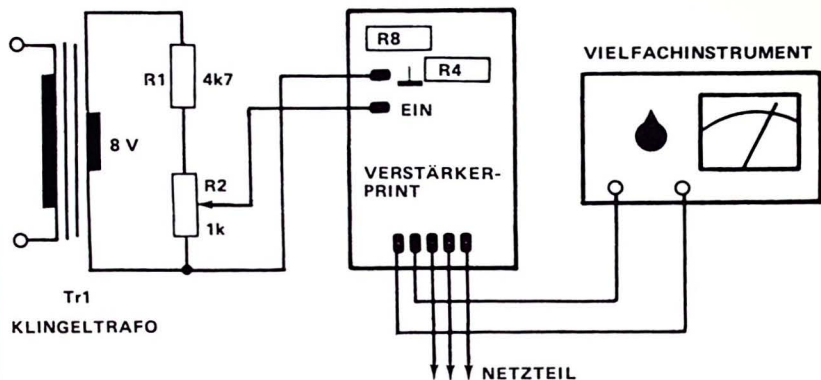 R8
R4
VIELFACHINSTRUMENT
R1
4k7
EIN
8 V
R2
1k
VERSTÄRKER-
PRINT
Tr1
KLINGELTRAFO
NETZTEIL